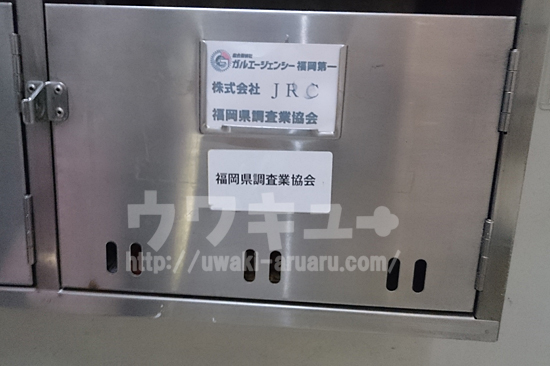 ガルエージェンシー福岡第一
株式会社 JRC
福岡県調査業協会
福岡県調査業協会
ウワキュー
http://uwaki-aruaru.com/